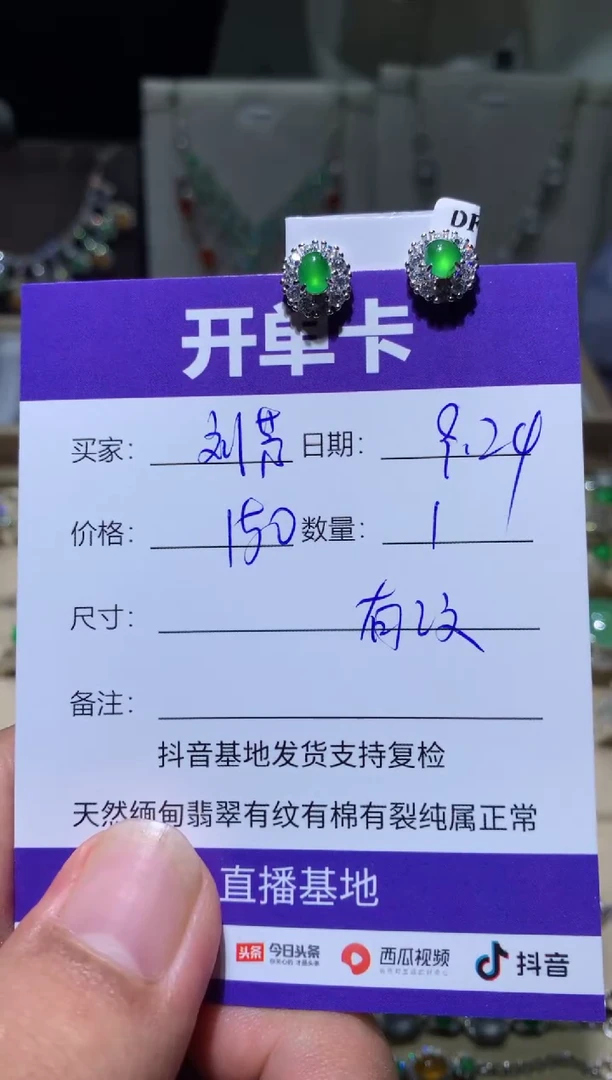 DR
开单卡
买家: 刘芳 日期: 9.24
价格: 150 数量: 1
尺寸: 有纹
备注:
抖音基地发货支持复检
天然缅甸翡翠有纹有棉有裂纯属正常
直播基地
头条 今日头条 西瓜视频 抖音